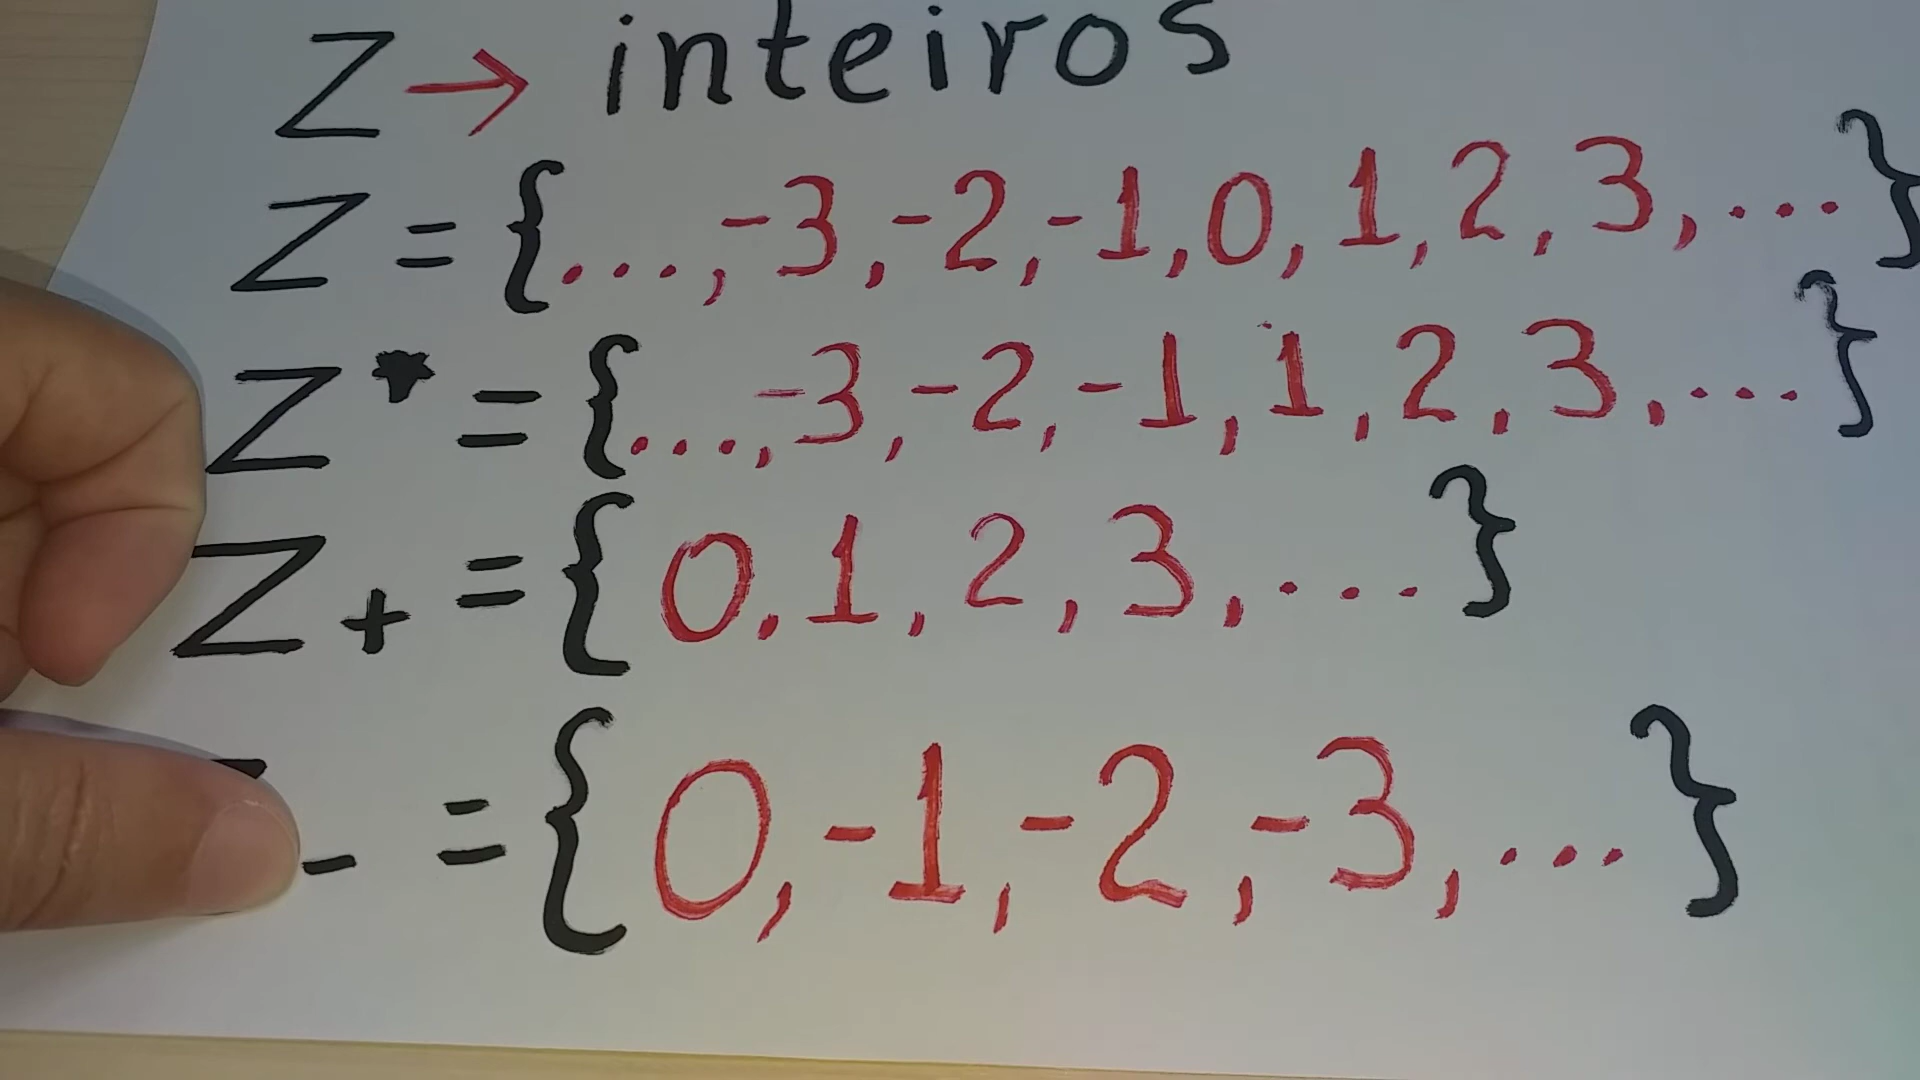 Z → inteiros
Z = {..., -3, -2, -1, 0, 1, 2, 3, ...}
Z* = {..., -3, -2, -1, 1, 2, 3, ...}
Z+ = {0, 1, 2, 3, ...}
- = {0, -1, -2, -3, ...}